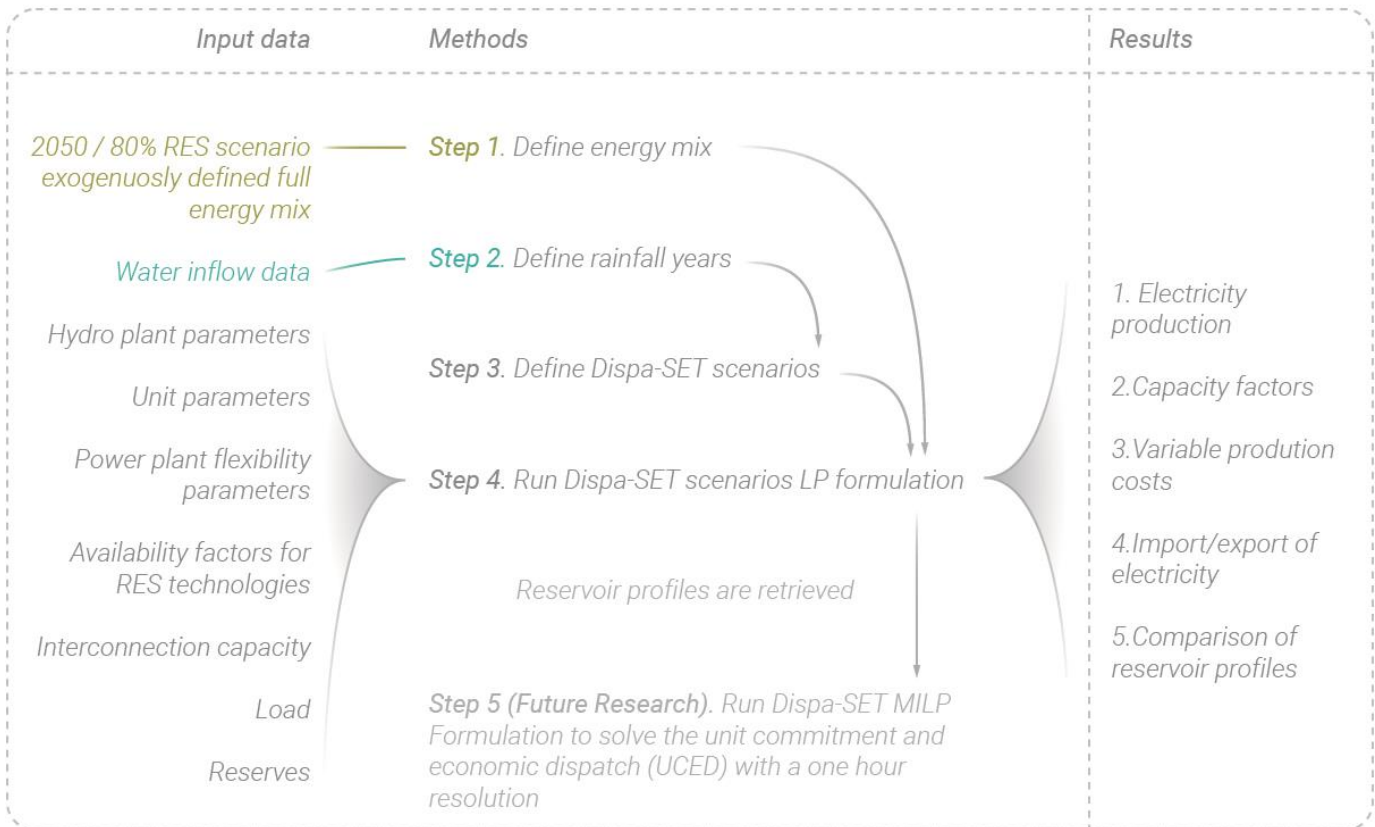 Input data
Methods
Results
2050 / 80% RES scenario
exogenuosly defined full
energy mix
Water inflow data
Hydro plant parameters
Unit parameters
Power plant flexibility
parameters
Availability factors for
RES technologies
Interconnection capacity
Load
Reserves
Step 1. Define energy mix
Step 2. Define rainfall years
Step 3. Define Dispa-SET scenarios
Step 4. Run Dispa-SET scenarios LP formulation
Reservoir profiles are retrieved
Step 5 (Future Research). Run Dispa-SET MILP
Formulation to solve the unit commitment and
economic dispatch (UCED) with a one hour
resolution
1. Electricity
production
2.Capacity factors
3.Variable prodution
costs
4.Import/export of
electricity
5.Comparison of
reservoir profiles